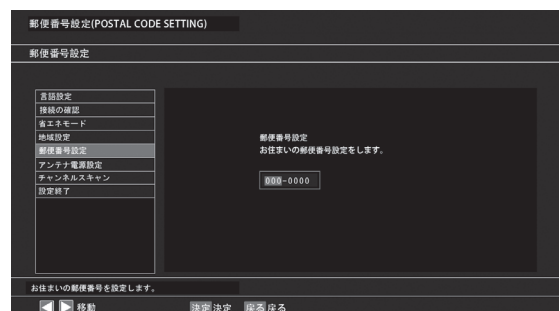 郵便番号設定(POSTAL CODE SETTING)
郵便番号設定
言語設定
接続の確認
省エネモード
地域設定
郵便番号設定
アンテナ電源設定
チャンネルスキャン
設定終了
郵便番号設定
お住まいの郵便番号設定をします。
000-0000
お住まいの郵便番号を設定します。
移動 決定 決定 戻る 戻る